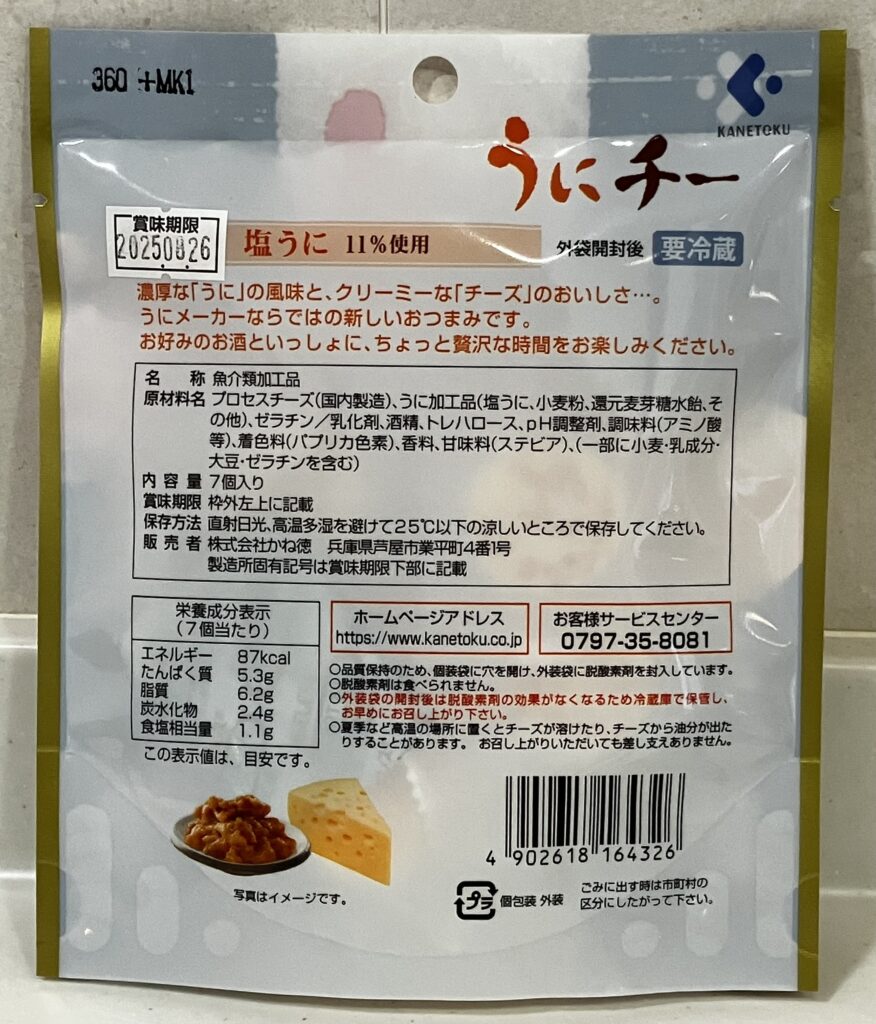 360 +MK1
KANETOKU
うにチー
賞味期限
20250826
塩うに 11%使用
外袋開封後 要冷蔵
濃厚な「うに」の風味と、クリーミーな「チーズ」のおいしさ…。
うにメーカーならではの新しいおつまみです。
お好みのお酒といっしょに、ちょっと贅沢な時間をお楽しみください。
名 称 魚介類加工品
原材料名 プロセスチーズ(国内製造)、うに加工品(塩うに、小麦粉、還元麦芽糖水飴、そ
の他)、ゼラチン/乳化剤、酒精、トレハロース、pH調整剤、調味料(アミノ酸
等)、着色料(パプリカ色素)、香料、甘味料(ステビア)、(一部に小麦・乳成分・
大豆・ゼラチンを含む)
内容量 7個入り
賞味期限 枠外左上に記載
保存方法 直射日光、高温多湿を避けて25℃以下の涼しいところで保存してください。
販売者 株式会社かね徳 兵庫県芦屋市業平町4番1号
製造所固有記号は賞味期限下部に記載
栄養成分表示
(7個当たり)
エネルギー 87kcal
たんぱく質 5.3g
脂質 6.2g
炭水化物 2.4g
食塩相当量 1.1g
この表示値は、目安です。
ホームページアドレス
https://www.kanetoku.co.jp
お客様サービスセンター
0797-35-8081
○品質保持のため、個装袋に穴を開け、外装袋に脱酸素剤を封入しています。
○脱酸素剤は食べられません。
○外装袋の開封後は脱酸素剤の効果がなくなるため冷蔵庫で保管し、
お早めにお召し上がり下さい。
○夏季など高温の場所に置くとチーズが溶けたり、チーズから油分が出た
りすることがあります。 お召し上がりいただいても差し支えありません。
写真はイメージです。
4 902618 164326
プラ 個包装 外装
ごみに出す時は市町村の
区分にしたがって下さい。